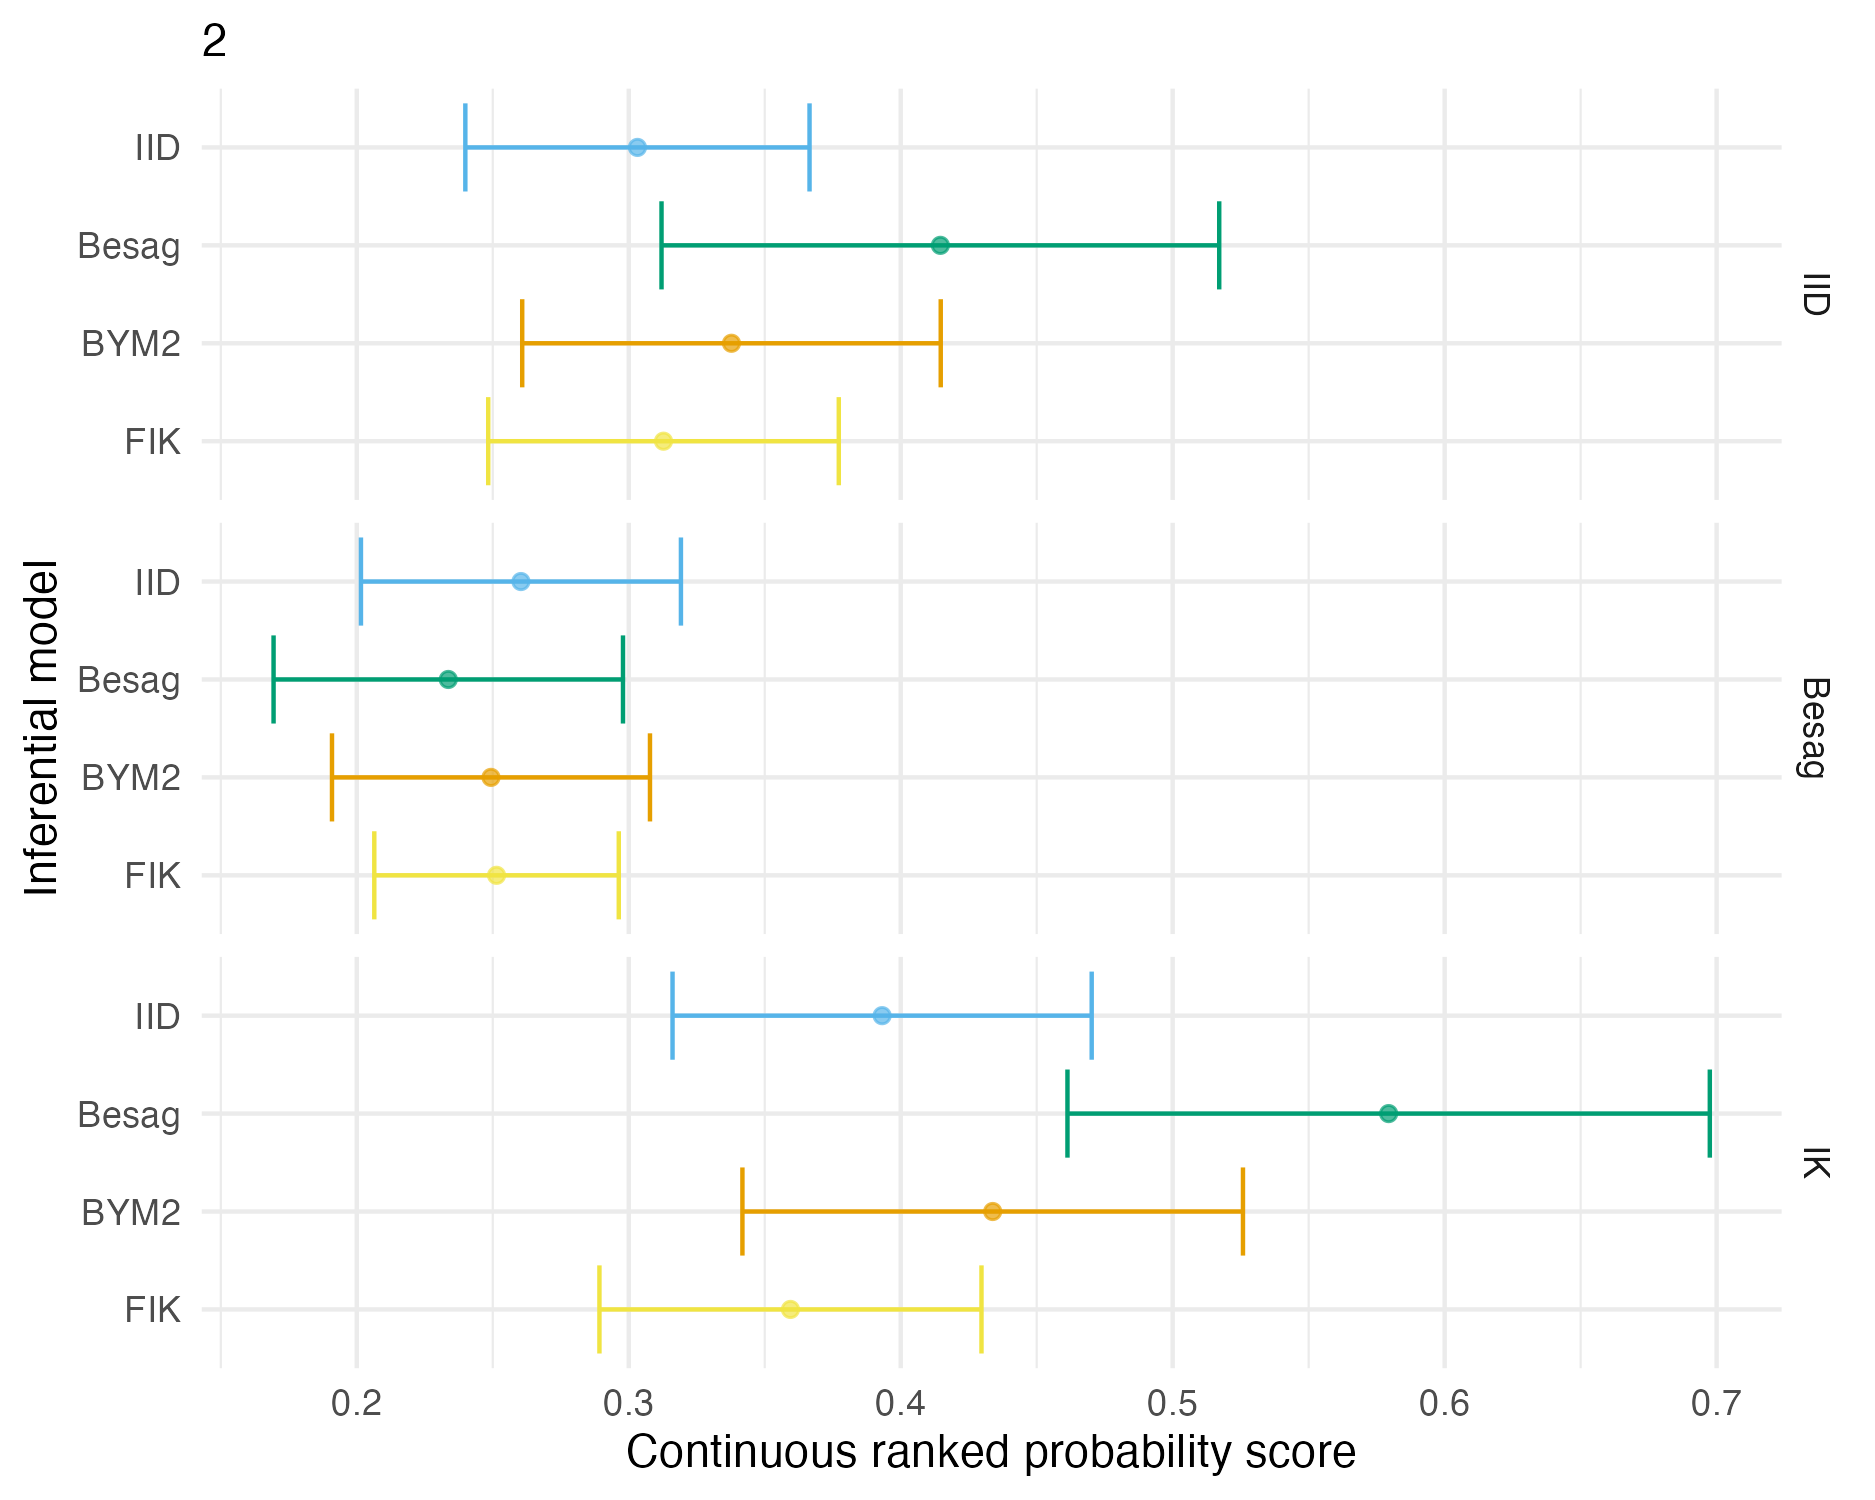 2
IID
Besag
BYM2
FIK
IID
IID
Besag
BYM2
FIK
Besag
IID
Besag
BYM2
FIK
IK
Inferential model
0.2 0.3 0.4 0.5 0.6 0.7
Continuous ranked probability score